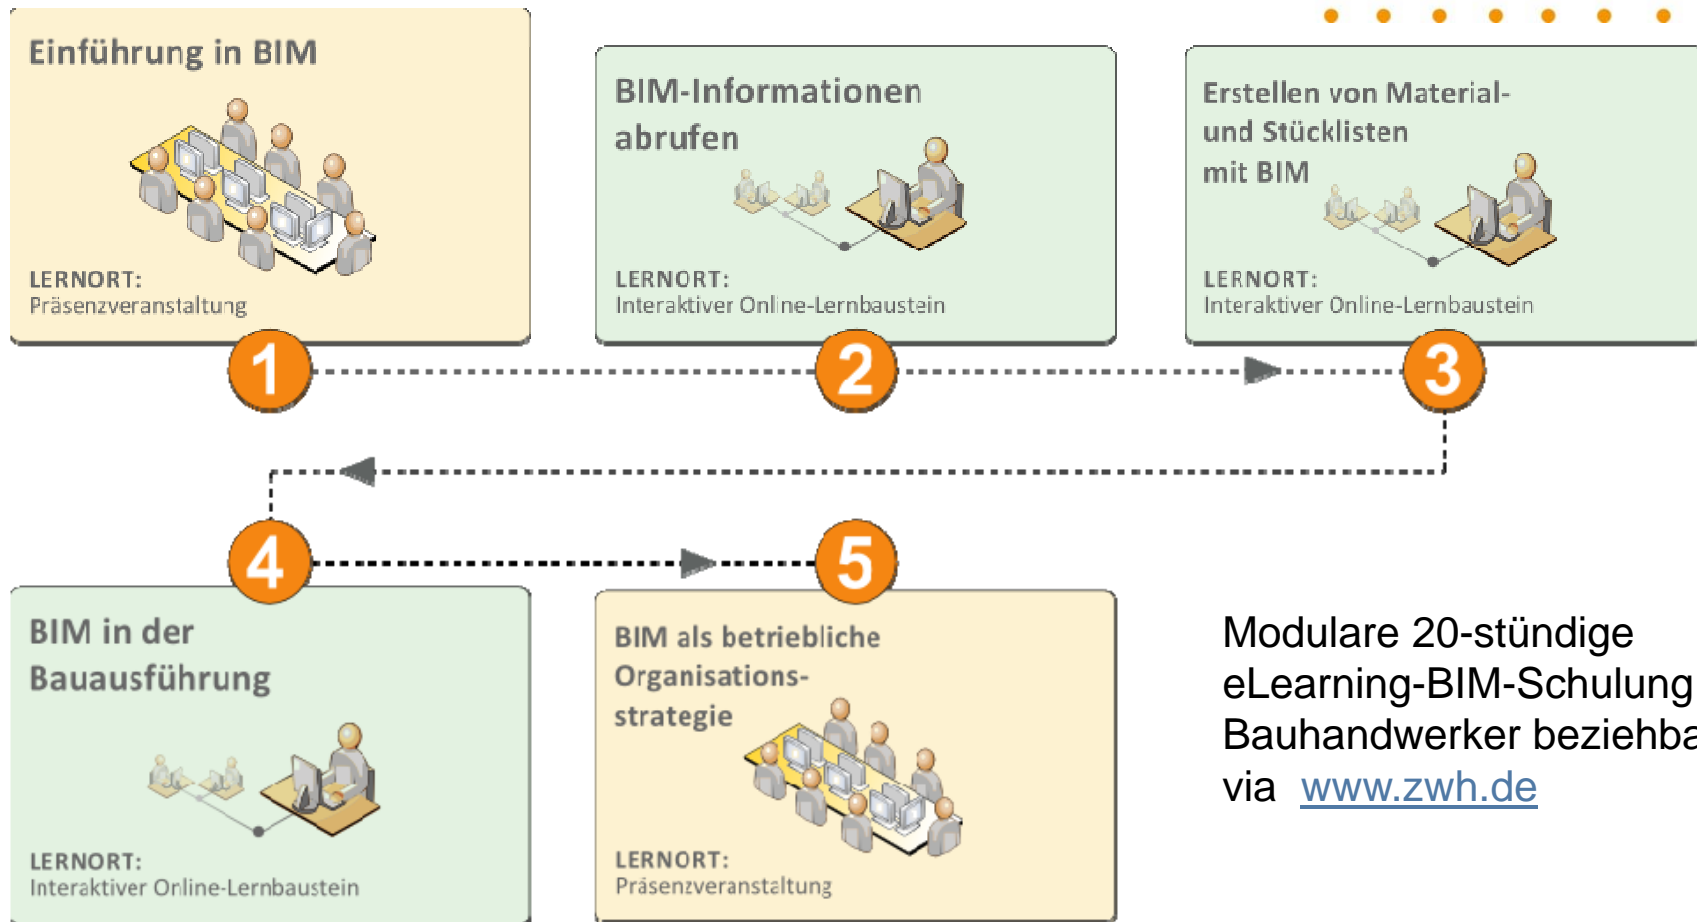 Einführung in BIM
LERNORT:
Präsenzveranstaltung
1
BIM-Informationen
abrufen
LERNORT:
Interaktiver Online-Lernbaustein
2
Erstellen von Material-
und Stücklisten
mit BIM
LERNORT:
Interaktiver Online-Lernbaustein
3
4
BIM in der
Bauausführung
LERNORT:
Interaktiver Online-Lernbaustein
5
BIM als betriebliche
Organisations-
strategie
LERNORT:
Präsenzveranstaltung
Modulare 20-stündige
eLearning-BIM-Schulung
Bauhandwerker
via www.zwh.de